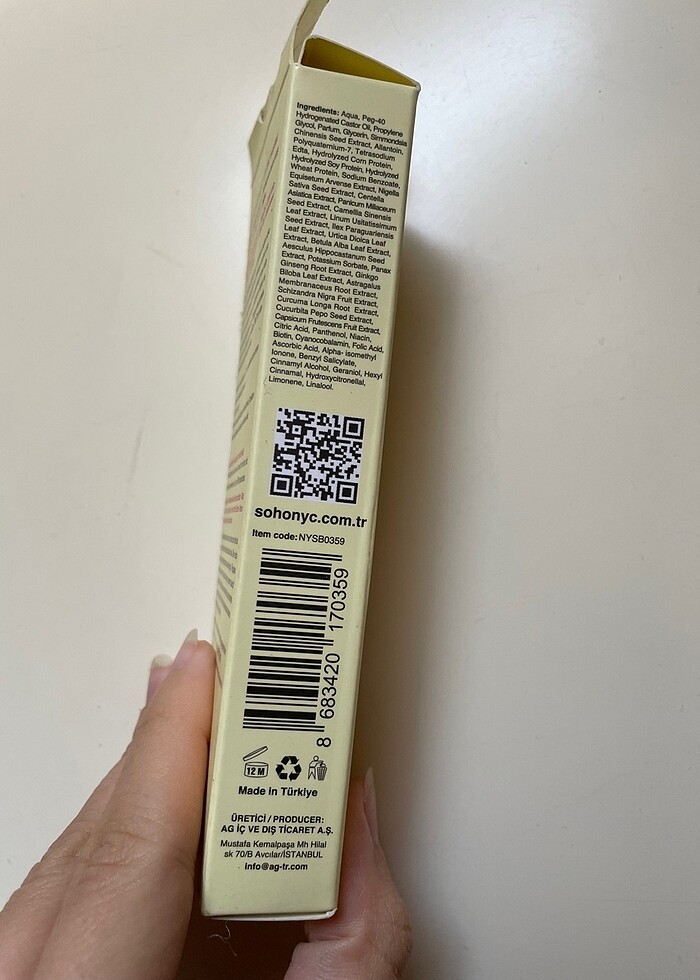 Ingredients: Aqua, Peg-40
Hydrogenated Castor Oil, Propylene
Glycol, Parfum, Glycerin, Simmondsia
Chinensis Seed Extract, Allantoin,
Polyquaternium-7, Tetrasodium
Edta, Hydrolyzed Corn Protein,
Hydrolyzed Soy Protein, Hydrolyzed
Wheat Protein, Sodium Benzoate,
Equisetum Arvense Extract, Nigella
Sativa Seed Extract, Centella
Asiatica Extract, Panicum Miliaceum
Seed Extract, Camellia Sinensis
Leaf Extract, Linum Usitatissimum
Seed Extract, Ilex Paraguariensis
Leaf Extract, Urtica Dioica Leaf
Extract, Betula Alba Leaf Extract,
Aesculus Hippocastanum Seed
Extract, Potassium Sorbate, Panax
Ginseng Root Extract, Ginkgo
Biloba Leaf Extract, Astragalus
Membranaceus Root Extract,
Schizandra Nigra Fruit Extract,
Curcuma Longa Root Extract,
Cucurbita Pepo Seed Extract,
Capsicum Frutescens Fruit Extract,
Citric Acid, Panthenol, Niacin,
Biotin, Cyanocobalamin, Folic Acid,
Ascorbic Acid, Alpha- isomethyl
Ionone, Benzyl Salicylate,
Cinnamyl Alcohol, Geraniol, Hexyl
Cinnamal, Hydroxycitronellal,
Limonene, Linalool.
sohonyc.com.tr
Item code: NYSB0359
8 683420 170359
12 M
Made in Türkiye
ÜRETİCİ / PRODUCER:
AG İÇ VE DIŞ TİCARET A.Ş.
Mustafa Kemalpaşa Mh Hilal
sk 70/B Avcılar/İSTANBUL
info@ag-tr.com